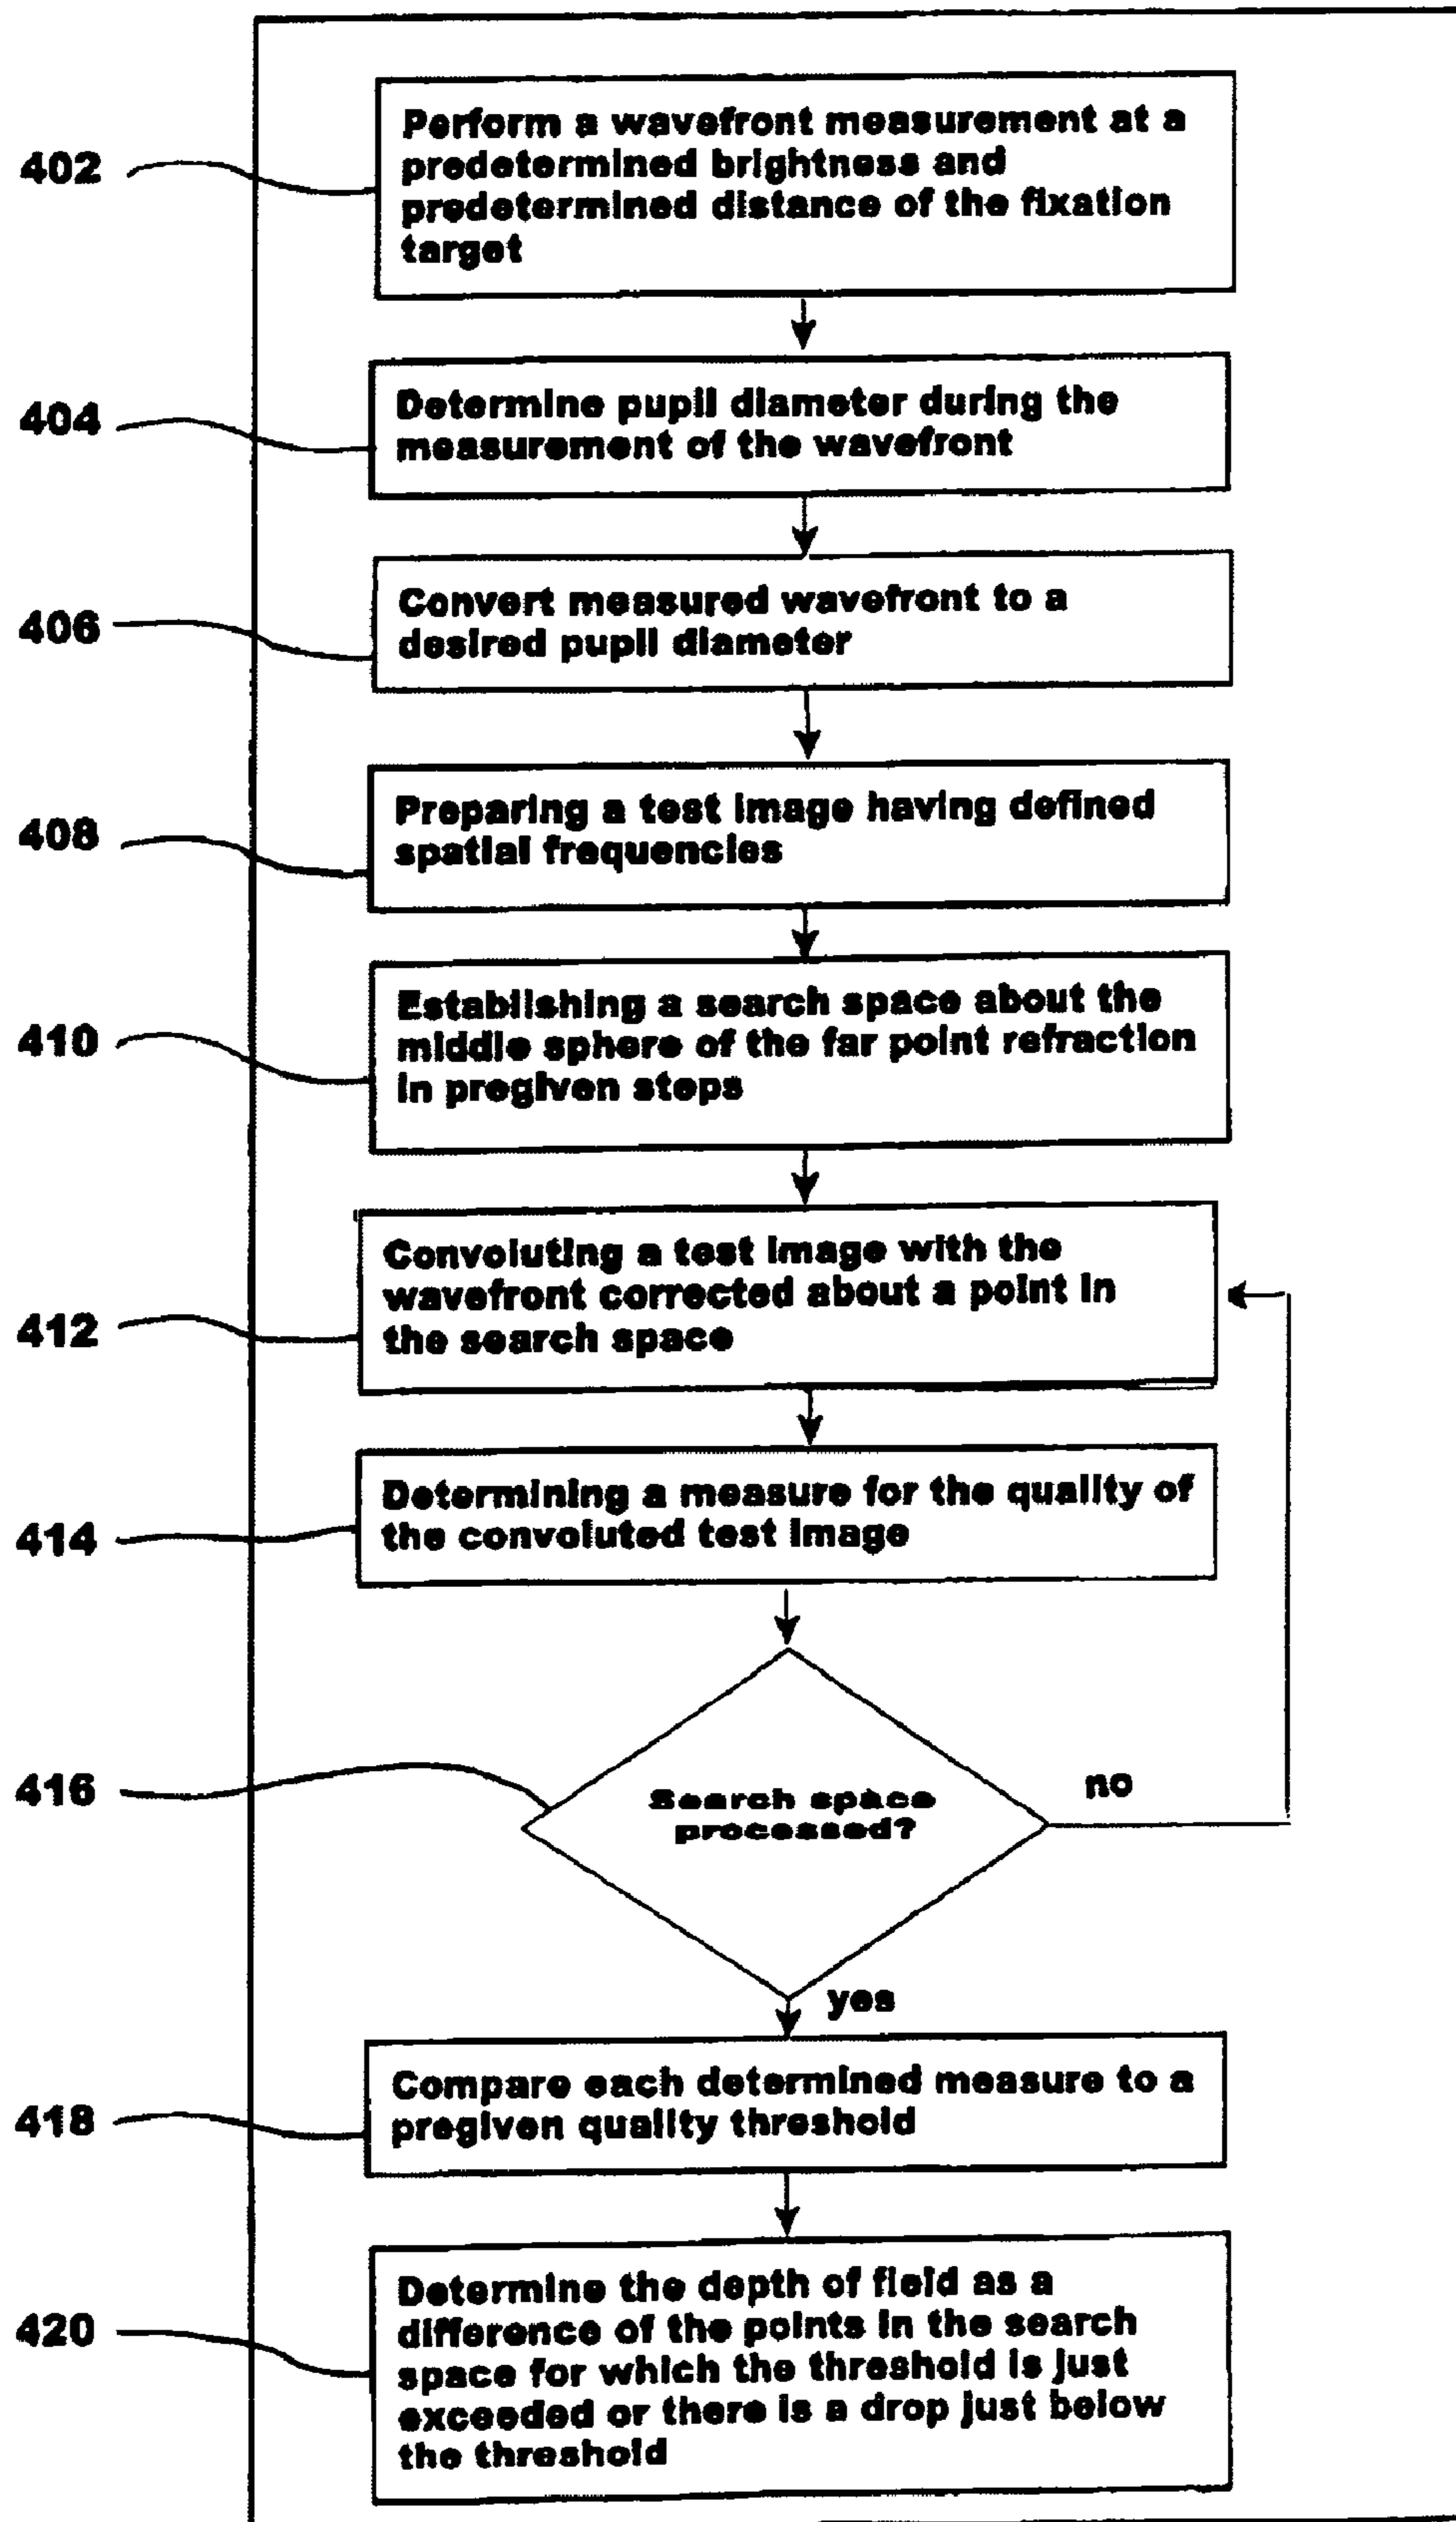 402
Perform a wavefront measurement at a
predetermined brightness and
predetermined distance of the fixation
target
404
Determine pupil diameter during the
measurement of the wavefront
406
Convert measured wavefront to a
desired pupil diameter
408
Preparing a test image having defined
spatial frequencies
410
Establishing a search space about the
middle sphere of the far point refraction
in pregiven steps
412
Convoluting a test image with the
wavefront corrected about a point in
the search space
414
Determining a measure for the quality of
the convoluted test image
416
Search space
processed?
no
yes
418
Compare each determined measure to a
pregiven quality threshold
420
Determine the depth of field as a
difference of the points in the search
space for which the threshold is just
exceeded or there is a drop just below
the threshold